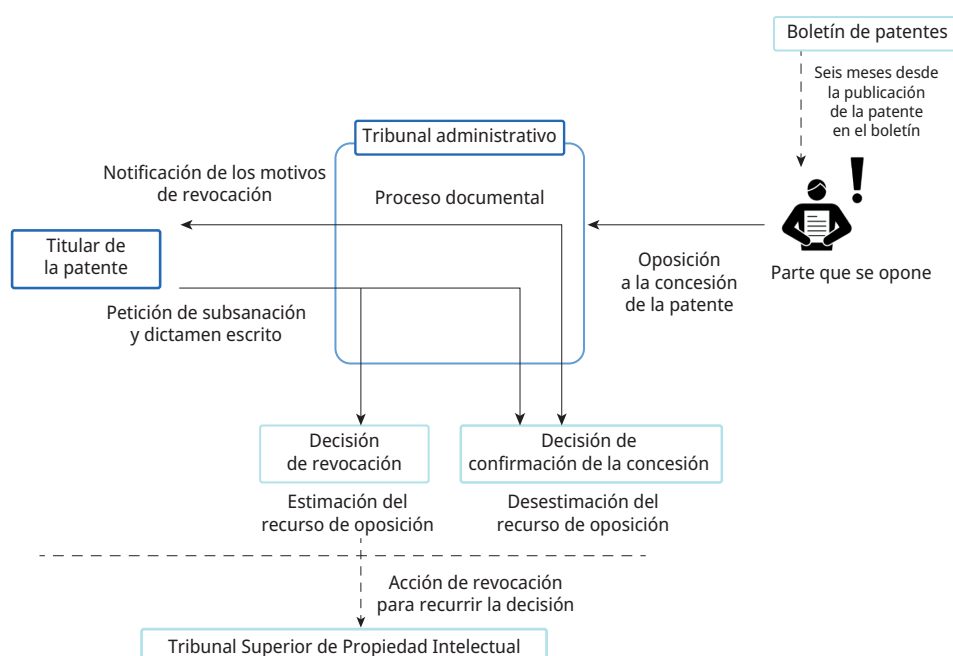 Boletín de patentes
Seis meses desde
la publicación
de la patente
en el boletín
Tribunal administrativo
Notificación de los motivos
de revocación
Proceso documental
Titular de
la patente
Oposición
a la concesión
de la patente
Parte que se opone
Petición de subsanación
y dictamen escrito
Decisión
de revocación
Decisión de
confirmación de la concesión
Estimación del
recurso de oposición
Desestimación del
recurso de oposición
Acción de revocación
para recurrir la decisión
Tribunal Superior de Propiedad Intelectual